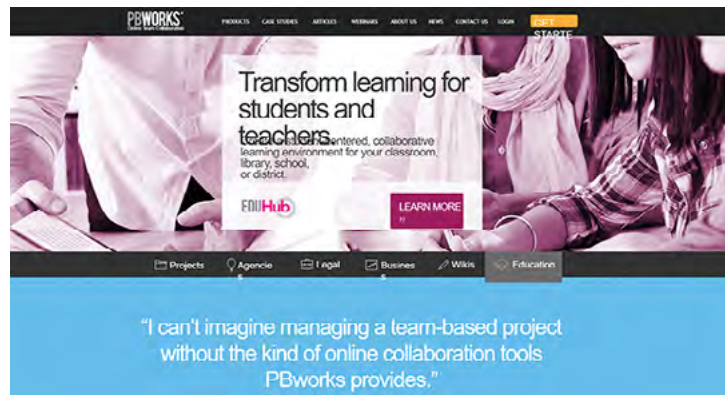 PBWORKS
Online Team Collaboration
PRODUCTS CASE STUDIES ARTICLES WEBINARS ABOUT US NEWS CONTACT US LOGIN GET
STARTE
Transform learning for
students and
teachers.
entered, collaborative
learning environment for your classroom,
library, school,
or district.
EDUHub
LEARN MORE
»
Projects Agencie Legal Busines Wikis Education
s s
“I can't imagine managing a team-based project
without the kind of online collaboration tools
PBworks provides.”